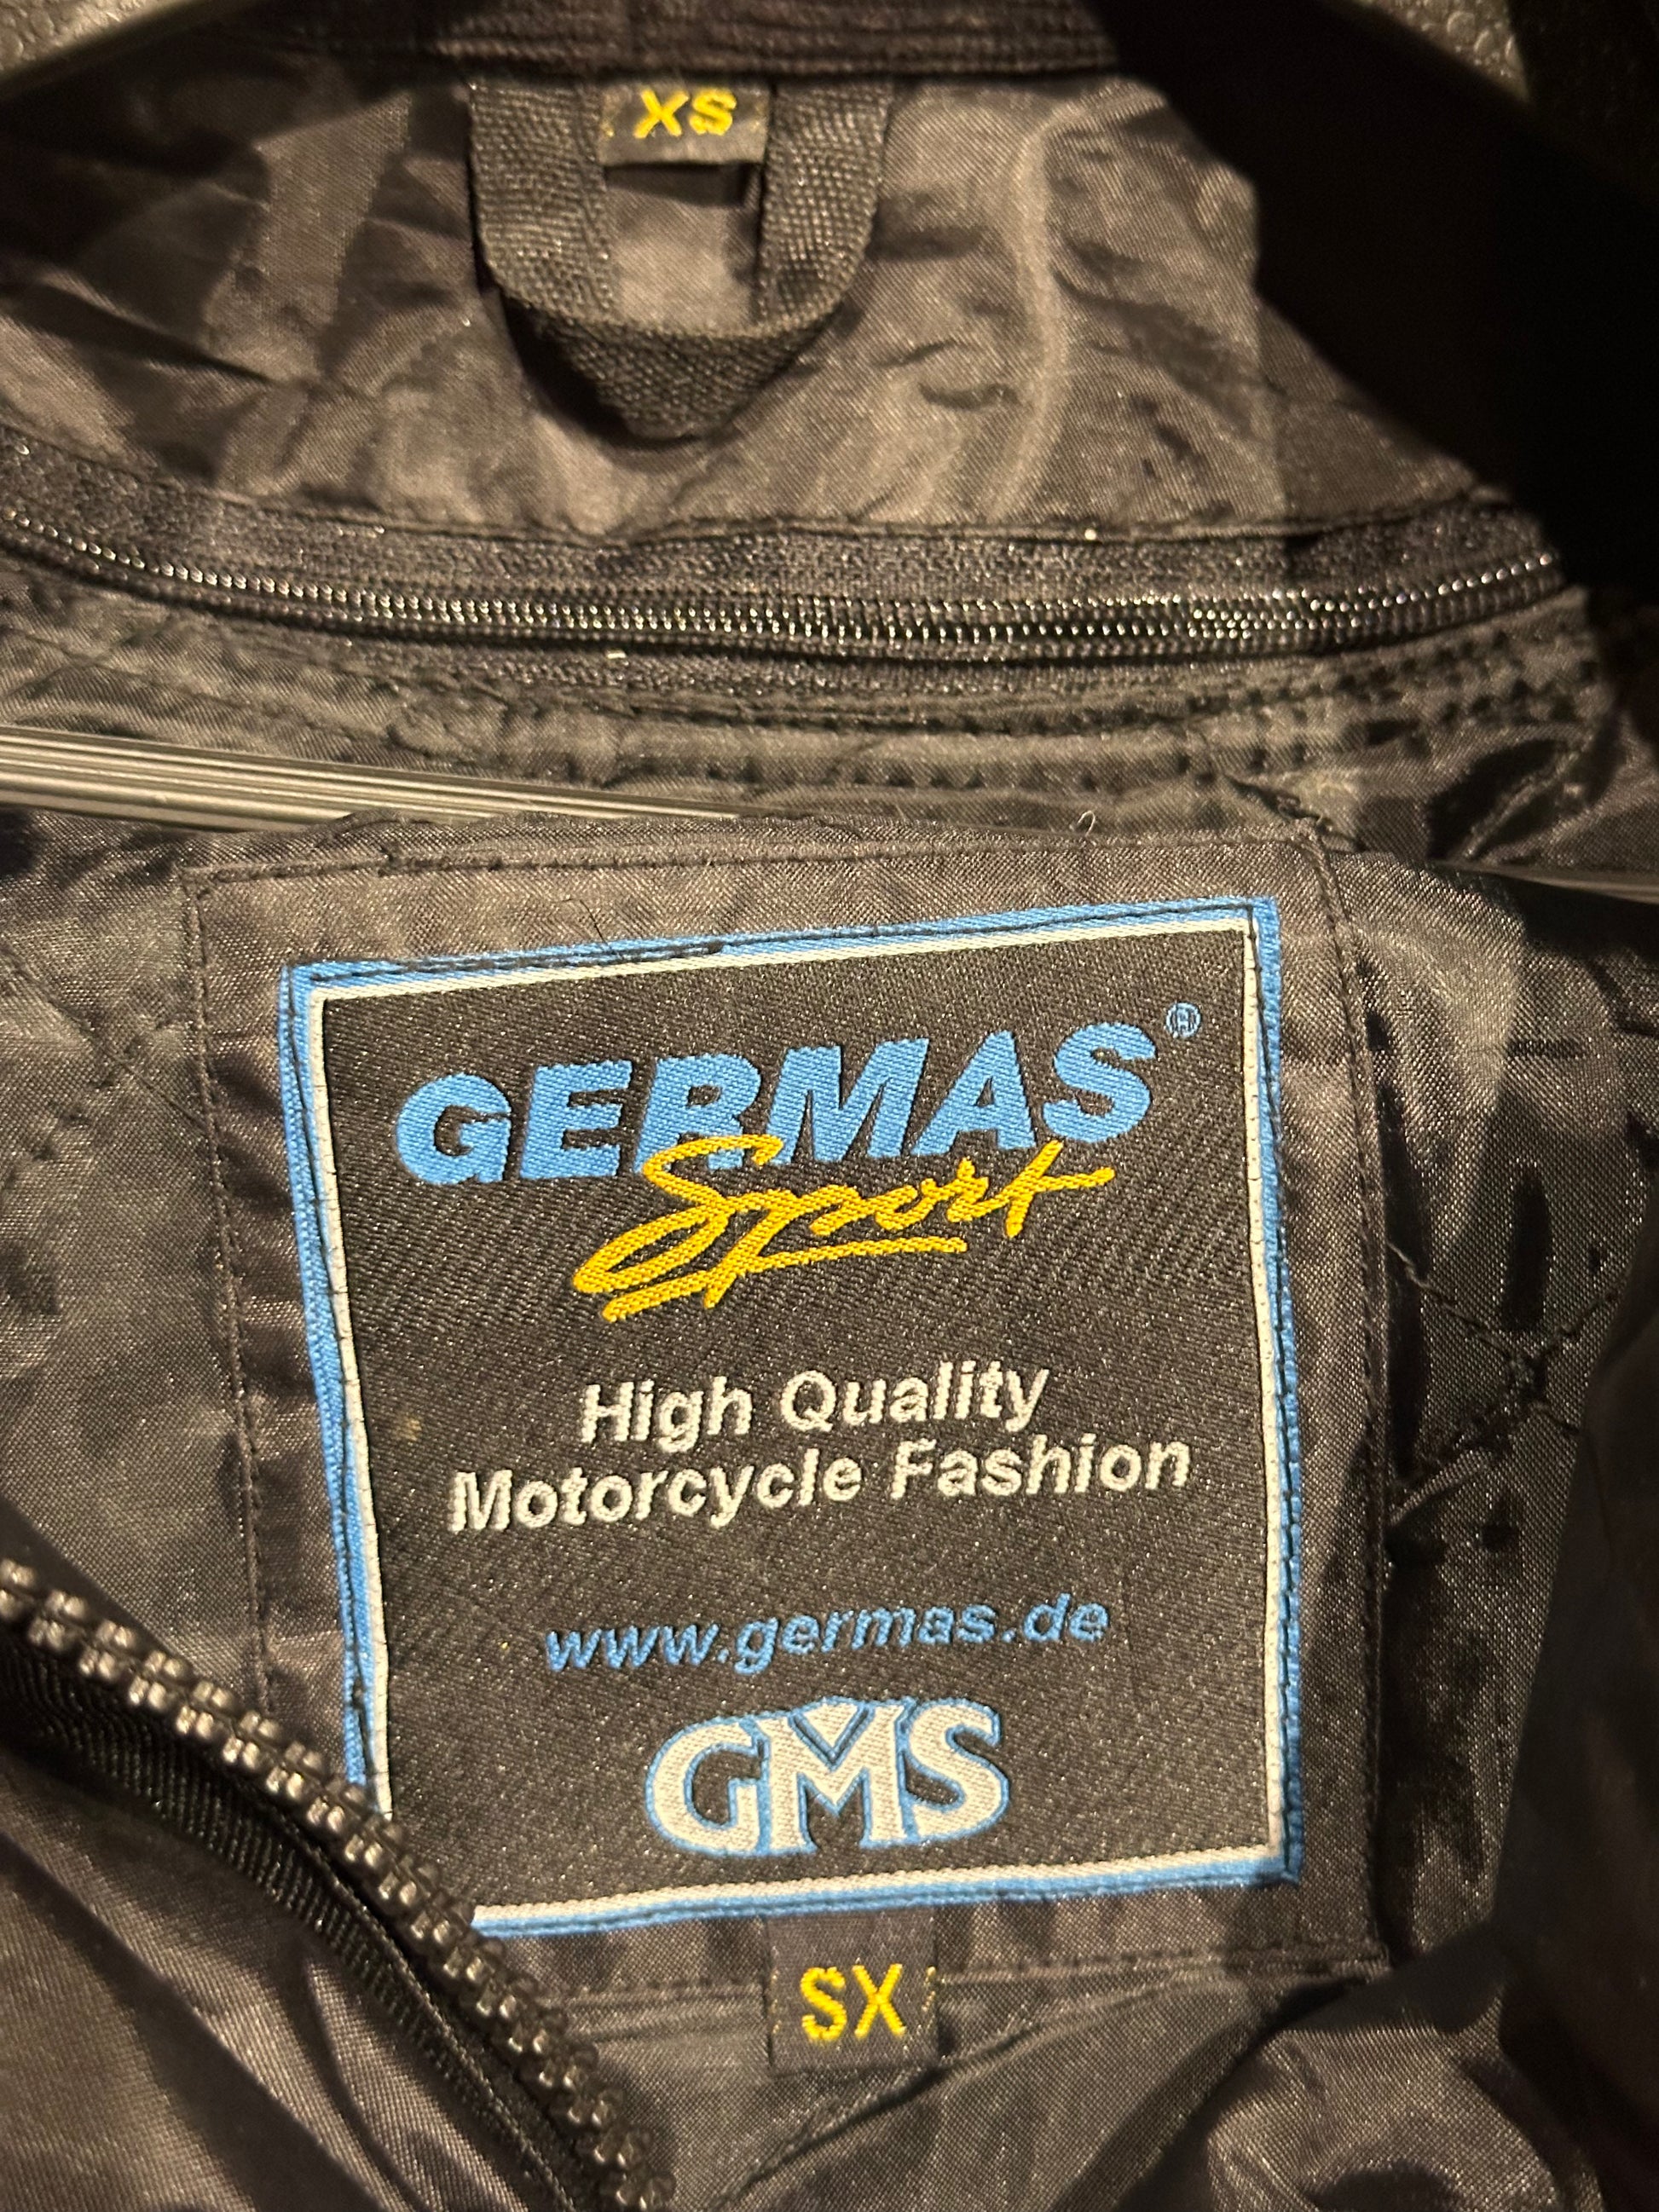 XS
GERMAS®
Sport
High Quality
Motorcycle Fashion
www.germas.de
GMS
SX